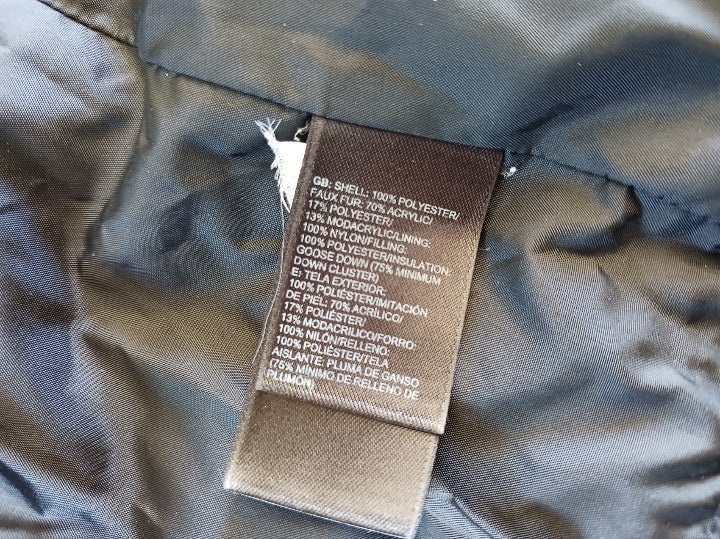 GB: SHELL: 100% POLYESTER/
FAUX FUR: 70% ACRYLIC/
17% POLYESTER/
13% MODACRYLIC/LINING:
100% NYLON/FILLING:
100% POLYESTER/INSULATION:
GOOSE DOWN (75% MINIMUM
DOWN CLUSTER)
E: TELA EXTERIOR:
100% POLIÉSTER/IMITACIÓN
DE PIEL: 70% ACRÍLICO/
17% POLIÉSTER/
13% MODACRILICO/FORRO:
100% NILÓN/RELLENO:
100% POLIÉSTER/TELA
AISLANTE: PLUMA DE GANSO
(75% MÍNIMO DE RELLENO DE
PLUMÓN)